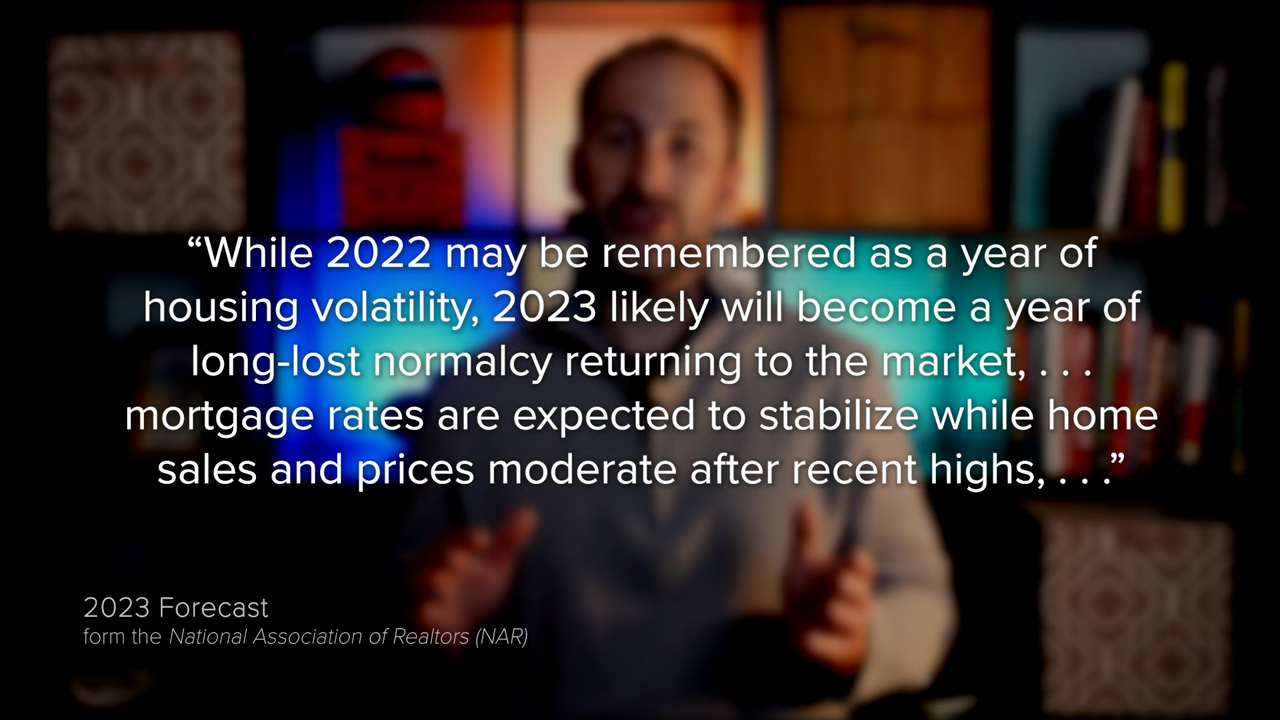 “While 2022 may be remembered as a year of
housing volatility, 2023 likely will become a year of
long-lost normalcy returning to the market, . . .
mortgage rates are expected to stabilize while home
sales and prices moderate after recent highs, . . .”
2023 Forecast
form the National Association of Realtors (NAR)